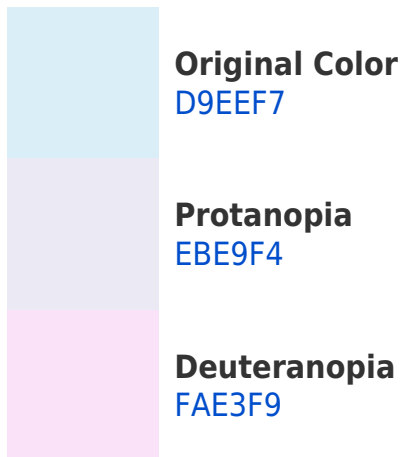 Original Color
D9EEF7
Protanopia
EBE9F4
Deuteranopia
FAE3F9